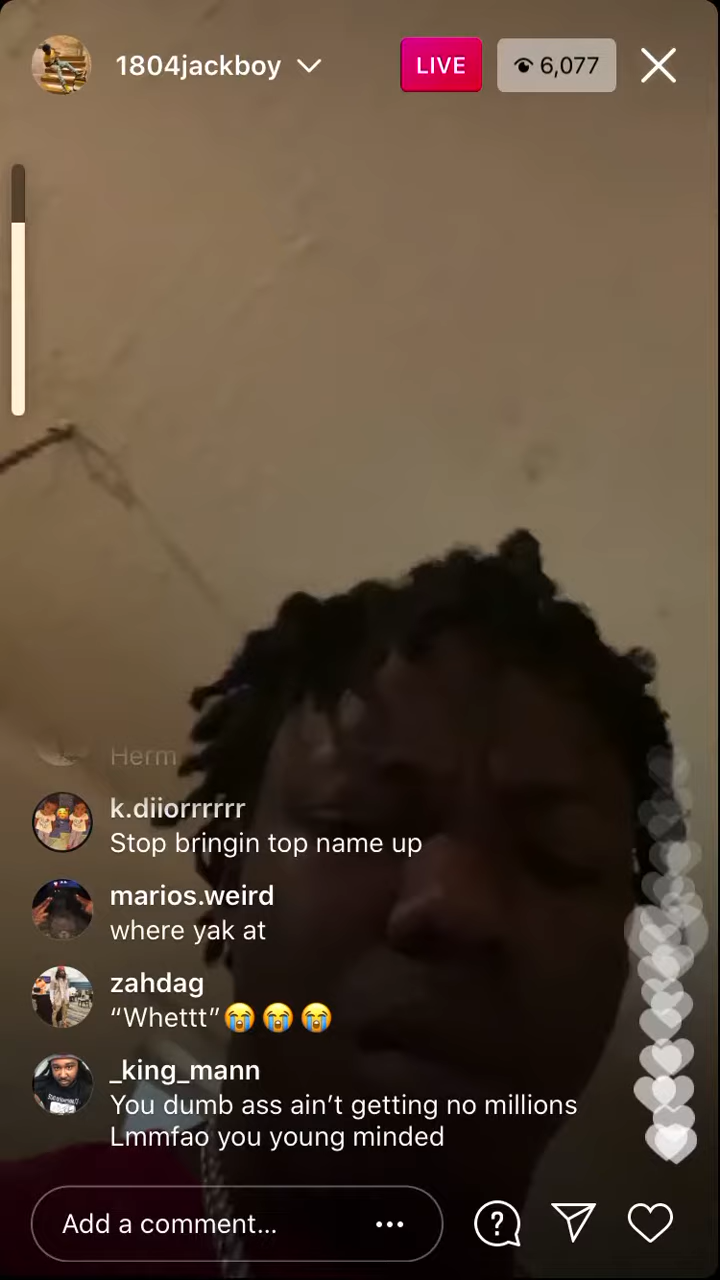 1804jackboy
LIVE
6,077
Herm
k.diiorrrrrr
Stop bringin top name up
marios.weird
where yak at
zahdag
“Whettt”😭😭😭
_king_mann
You dumb ass ain’t getting no millions
Lmmfao you young minded
Add a comment...